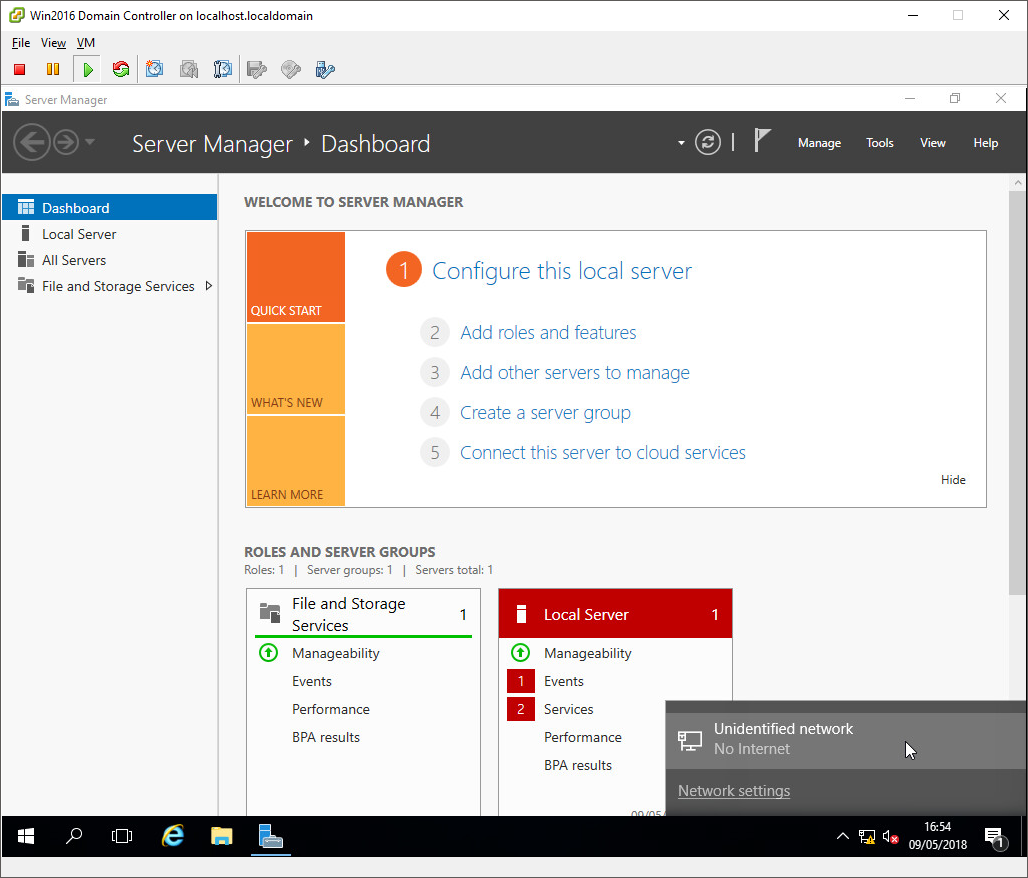 Win2016 Domain Controller on localhost.localdomain
File View VM
Server Manager
Server Manager Dashboard
Manage Tools View Help
Dashboard
Local Server
All Servers
File and Storage Services
WELCOME TO SERVER MANAGER
QUICK START
WHAT'S NEW
LEARN MORE
1 Configure this local server
2 Add roles and features
3 Add other servers to manage
4 Create a server group
5 Connect this server to cloud services
Hide
ROLES AND SERVER GROUPS
Roles: 1 | Server groups: 1 | Servers total: 1
File and Storage
Services
1
Manageability
Events
Performance
BPA results
Local Server 1
Manageability
1 Events
2 Services
Performance
BPA results
Unidentified network
No Internet
Network settings
16:54
09/05/2018
1